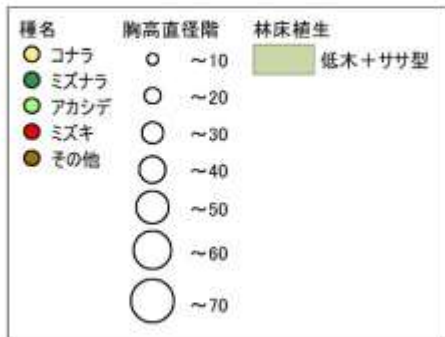 種名
コナラ
ミズナラ
アカシデ
ミズキ
その他
胸高直径階
～10
～20
～30
～40
～50
～60
～70
林床植生
低木＋ササ型